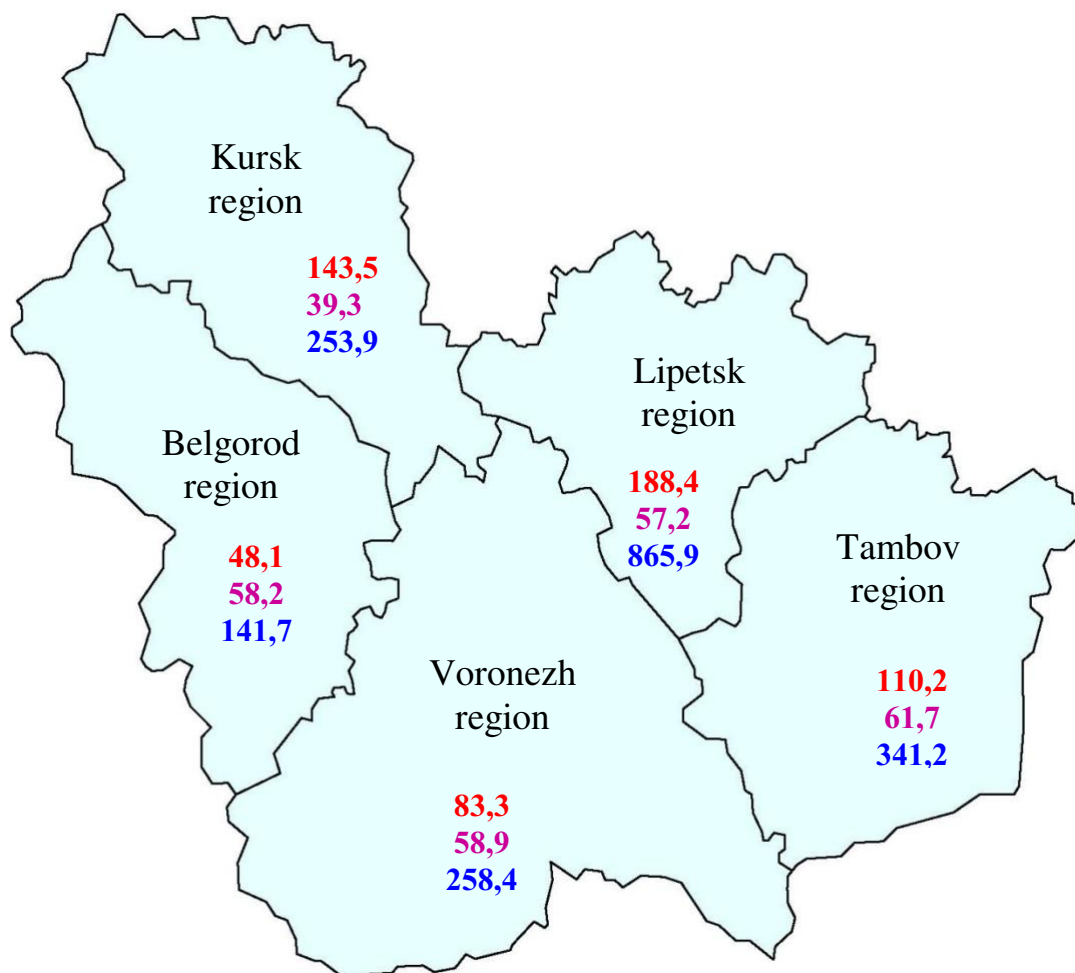 Kursk
region
143,5
39,3
253,9
Lipetsk
region
188,4
57,2
865,9
Belgorod
region
48,1
58,2
141,7
Tambov
region
110,2
61,7
341,2
Voronezh
region
83,3
58,9
258,4